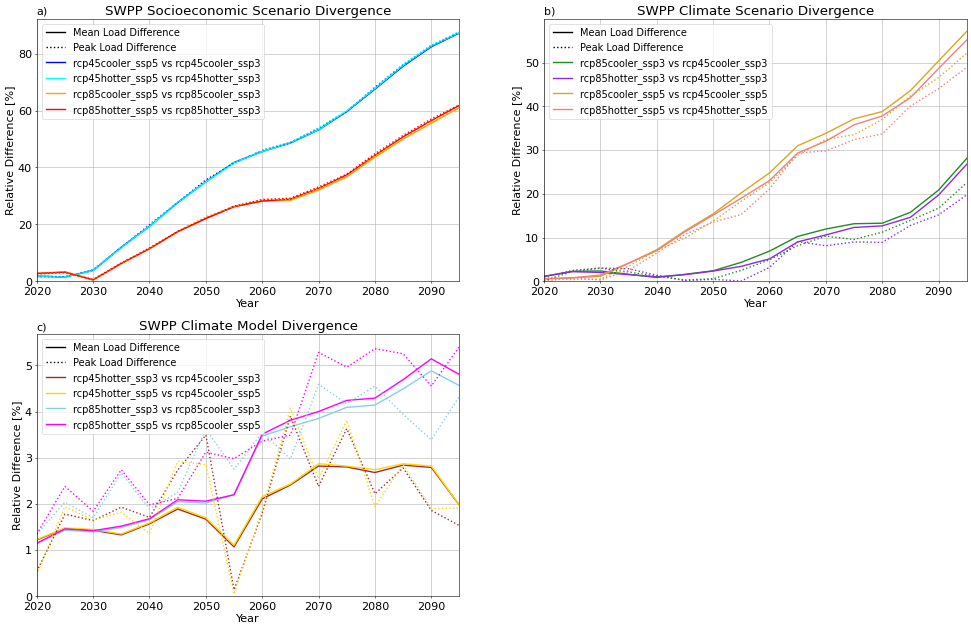 a)
SWPP Socioeconomic Scenario Divergence
Relative Difference [%]
80
60
40
20
0
Mean Load Difference
Peak Load Difference
rcp45cooler_ssp5 vs rcp45cooler_ssp3
rcp45hotter_ssp5 vs rcp45hotter_ssp3
rcp85cooler_ssp5 vs rcp85cooler_ssp3
rcp85hotter_ssp5 vs rcp85hotter_ssp3
2020 2030 2040 2050 2060 2070 2080 2090
Year
b)
SWPP Climate Scenario Divergence
Relative Difference [%]
50
40
30
20
10
0
Mean Load Difference
Peak Load Difference
rcp85cooler_ssp3 vs rcp45cooler_ssp3
rcp85hotter_ssp3 vs rcp45hotter_ssp3
rcp85cooler_ssp5 vs rcp45cooler_ssp5
rcp85hotter_ssp5 vs rcp45hotter_ssp5
2020 2030 2040 2050 2060 2070 2080 2090
Year
c)
SWPP Climate Model Divergence
Relative Difference [%]
5
4
3
2
1
0
Mean Load Difference
Peak Load Difference
rcp45hotter_ssp3 vs rcp45cooler_ssp3
rcp45hotter_ssp5 vs rcp45cooler_ssp5
rcp85hotter_ssp3 vs rcp85cooler_ssp3
rcp85hotter_ssp5 vs rcp85cooler_ssp5
2020 2030 2040 2050 2060 2070 2080 2090
Year